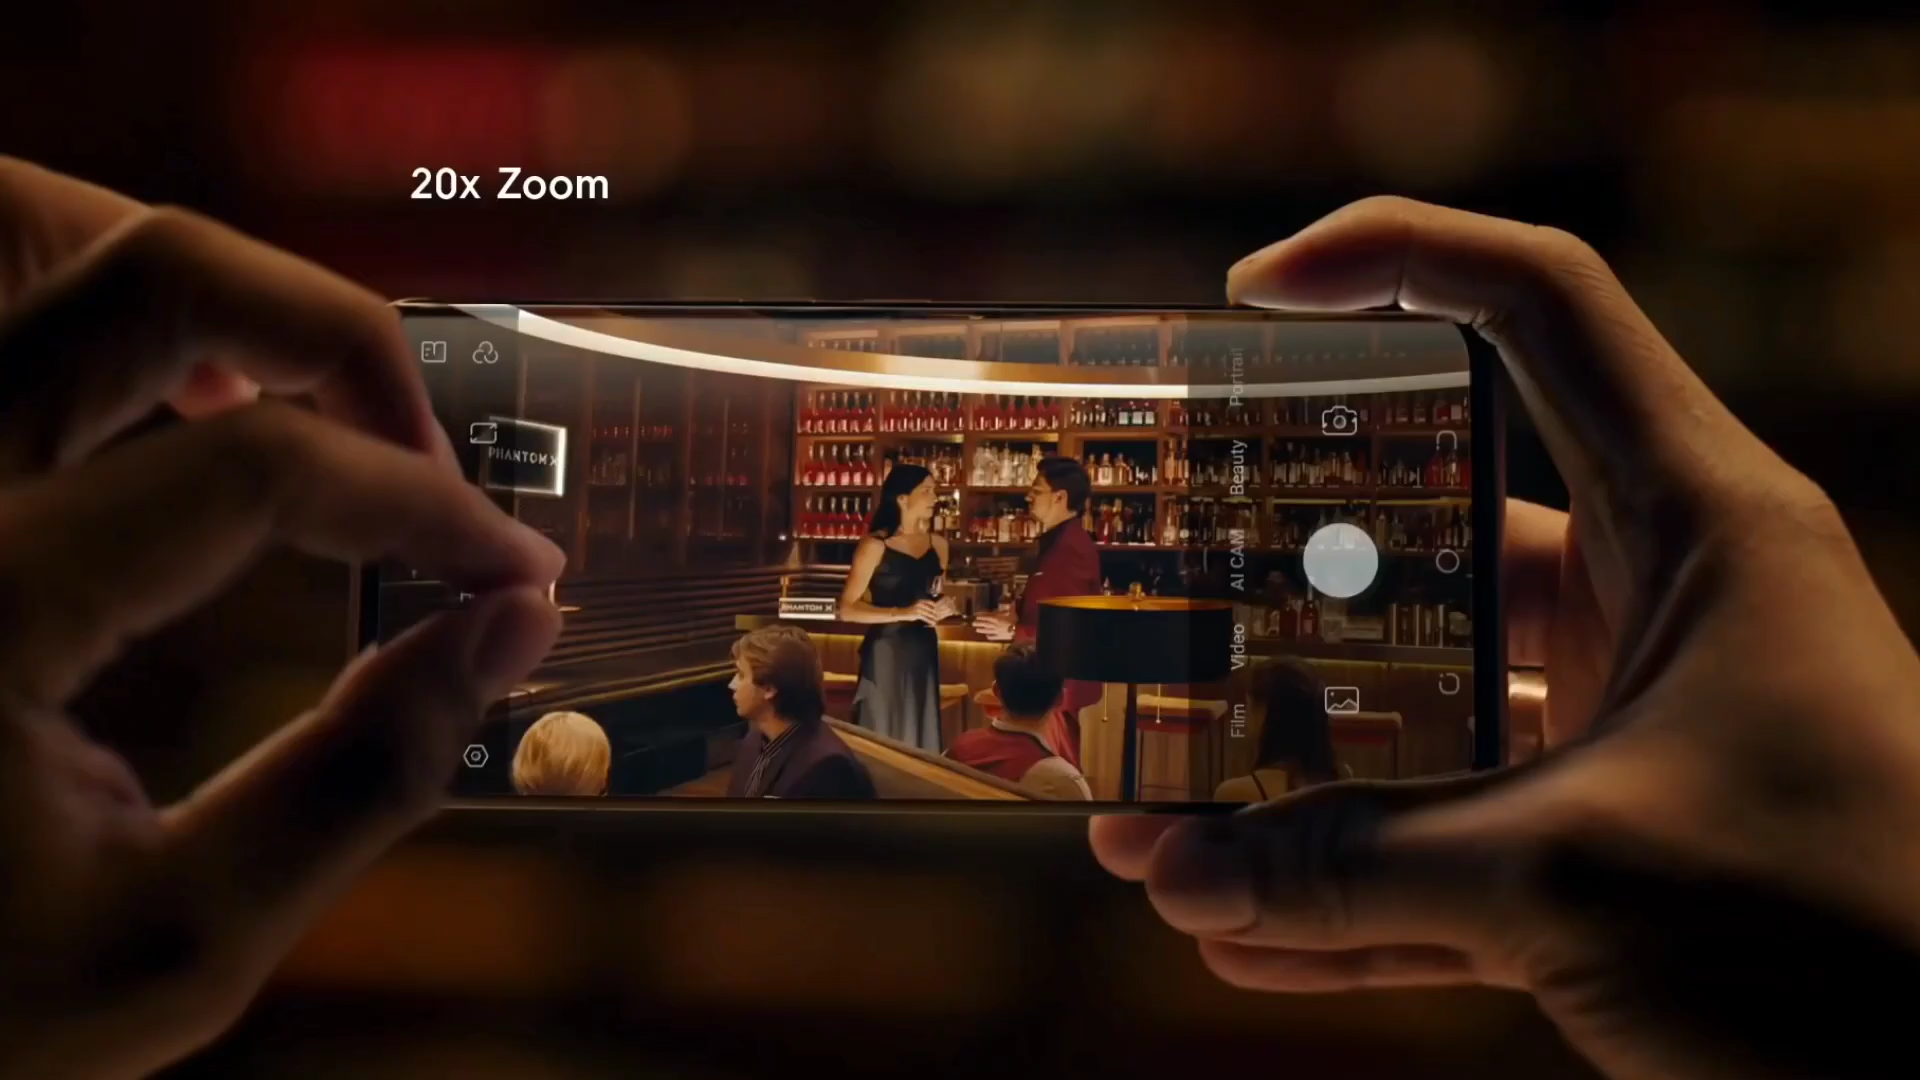 20x Zoom
PHANTOM X
PHANTOM X
Portrait
Beauty
AI CAM
Video
Film